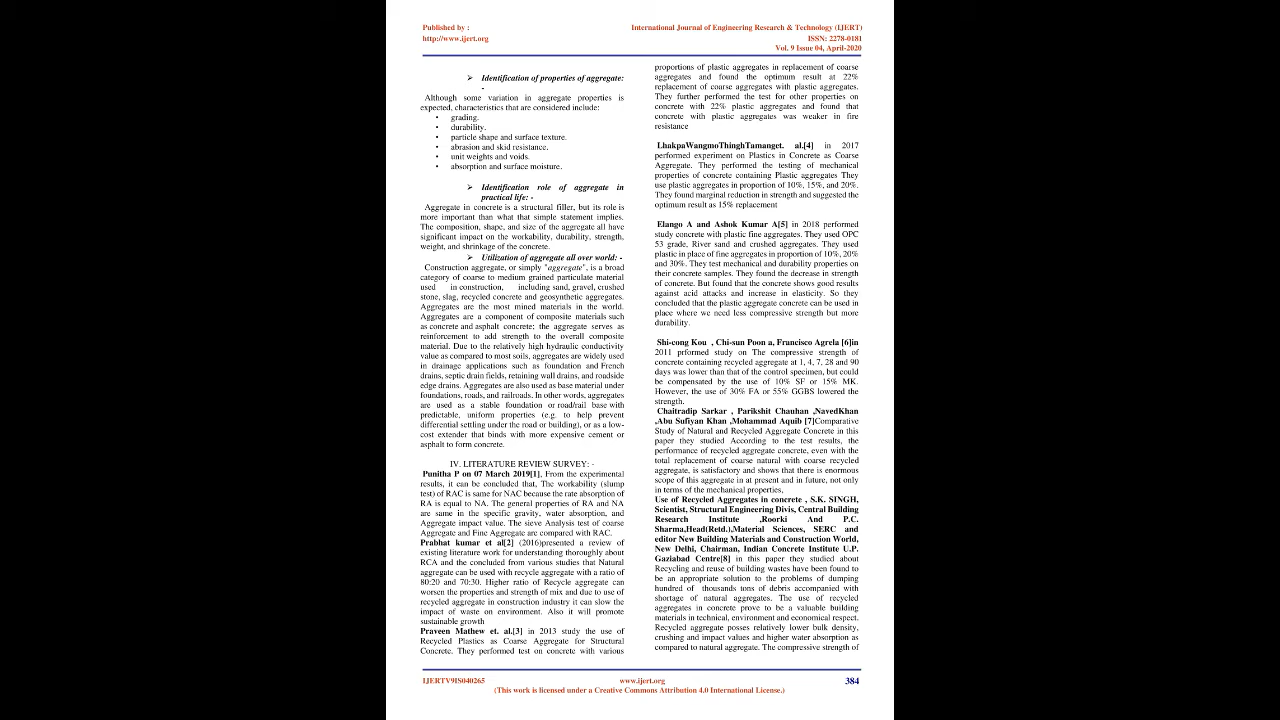 Published by :
http://www.ijert.org
International Journal of Engineering Research & Technology (IJERT)
ISSN: 2278-0181
Vol. 9 Issue 04, April-2020
➢ Identification of properties of aggregate:
-
Although some variation in aggregate properties is
expected, characteristics that are considered include:
• grading.
• durability.
• particle shape and surface texture.
• abrasion and skid resistance.
• unit weights and voids.
• absorption and surface moisture.
➢ Identification role of aggregate in
practical life: -
Aggregate in concrete is a structural filler, but its role is
more important than what that simple statement implies.
The composition, shape, and size of the aggregate all have
significant impact on the workability, durability, strength,
weight, and shrinkage of the concrete.
➢ Utilization of aggregate all over world: -
Construction aggregate, or simply "aggregate", is a broad
category of coarse to medium grained particulate material
used in construction, including sand, gravel, crushed
stone, slag, recycled concrete and geosynthetic aggregates.
Aggregates are the most mined materials in the world.
Aggregates are a component of composite materials such
as concrete and asphalt concrete; the aggregate serves as
reinforcement to add strength to the overall composite
material. Due to the relatively high hydraulic conductivity
value as compared to most soils, aggregates are widely used
in drainage applications such as foundation and French
drains, septic drain fields, retaining wall drains, and roadside
edge drains. Aggregates are also used as base material under
foundations, roads, and railroads. In other words, aggregates
are used as a stable foundation or road/rail base with
predictable, uniform properties (e.g. to help prevent
differential settling under the road or building), or as a low-
cost extender that binds with more expensive cement or
asphalt to form concrete.
IV. LITERATURE REVIEW SURVEY: -
Punitha P on 07 March 2019[1], From the experimental
results, it can be concluded that, The workability (slump
test) of RAC is same for NAC because the rate absorption of
RA is equal to NA. The general properties of RA and NA
are same in the specific gravity, water absorption, and
Aggregate impact value. The sieve Analysis test of coarse
Aggregate and Fine Aggregate are compared with RAC.
Prabhat kumar et al[2] (2016)presented a review of
existing literature work for understanding thoroughly about
RCA and the concluded from various studies that Natural
aggregate can be used with recycle aggregate with a ratio of
80:20 and 70:30. Higher ratio of Recycle aggregate can
worsen the properties and strength of mix and due to use of
recycled aggregate in construction industry it can slow the
impact of waste on environment. Also it will promote
sustainable growth
Praveen Mathew et. al.[3] in 2013 study the use of
Recycled Plastics as Coarse Aggregate for Structural
Concrete. They performed test on concrete with various
proportions of plastic aggregates in replacement of coarse
aggregates and found the optimum result at 22%
replacement of coarse aggregates with plastic aggregates.
They further performed the test for other properties on
concrete with 22% plastic aggregates and found that
concrete with plastic aggregates was weaker in fire
resistance
LhakpaWangmoThinghTamanget. al.[4] in 2017
performed experiment on Plastics in Concrete as Coarse
Aggregate. They performed the testing of mechanical
properties of concrete containing Plastic aggregates They
use plastic aggregates in proportion of 10%, 15%, and 20%.
They found marginal reduction in strength and suggested the
optimum result as 15% replacement
Elango A and Ashok Kumar A[5] in 2018 performed
study concrete with plastic fine aggregates. They used OPC
53 grade, River sand and crushed aggregates. They used
plastic in place of fine aggregates in proportion of 10%, 20%
and 30%. They test mechanical and durability properties on
their concrete samples. They found the decrease in strength
of concrete. But found that the concrete shows good results
against acid attacks and increase in elasticity. So they
concluded that the plastic aggregate concrete can be used in
place where we need less compressive strength but more
durability.
Shi-cong Kou , Chi-sun Poon a, Francisco Agrela [6]in
2011 prformed study on The compressive strength of
concrete containing recycled aggregate at 1, 4, 7, 28 and 90
days was lower than that of the control specimen, but could
be compensated by the use of 10% SF or 15% MK.
However, the use of 30% FA or 55% GGBS lowered the
strength.
Chaitradip Sarkar , Parikshit Chauhan ,NavedKhan
,Abu Sufiyan Khan ,Mohammad Aquib [7]Comparative
Study of Natural and Recycled Aggregate Concrete in this
paper they studied According to the test results, the
performance of recycled aggregate concrete, even with the
total replacement of coarse natural with coarse recycled
aggregate, is satisfactory and shows that there is enormous
scope of this aggregate in at present and in future, not only
in terms of the mechanical properties,
Use of Recycled Aggregates in concrete , S.K. SINGH,
Scientist, Structural Engineering Divis, Central Building
Research Institute ,Roorki And P.C.
Sharma,Head(Retd.),Material Sciences, SERC and
editor New Building Materials and Construction World,
New Delhi, Chairman, Indian Concrete Institute U.P.
Gaziabad Centre[8] in this paper they studied about
Recycling and reuse of building wastes have been found to
be an appropriate solution to the problems of dumping
hundred of thousands tons of debris accompanied with
shortage of natural aggregates. The use of recycled
aggregates in concrete prove to be a valuable building
materials in technical, environment and economical respect.
Recycled aggregate posses relatively lower bulk density,
crushing and impact values and higher water absorption as
compared to natural aggregate. The compressive strength of
IJERTV9IS040265
www.ijert.org
384
(This work is licensed under a Creative Commons Attribution 4.0 International License.)